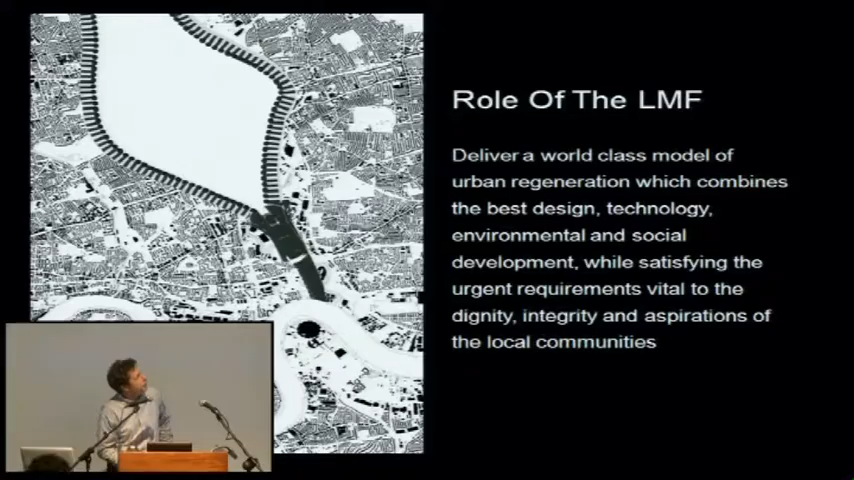 Role Of The LMF
Deliver a world class model of
urban regeneration which combines
the best design, technology,
environmental and social
development, while satisfying the
urgent requirements vital to the
dignity, integrity and aspirations of
the local communities